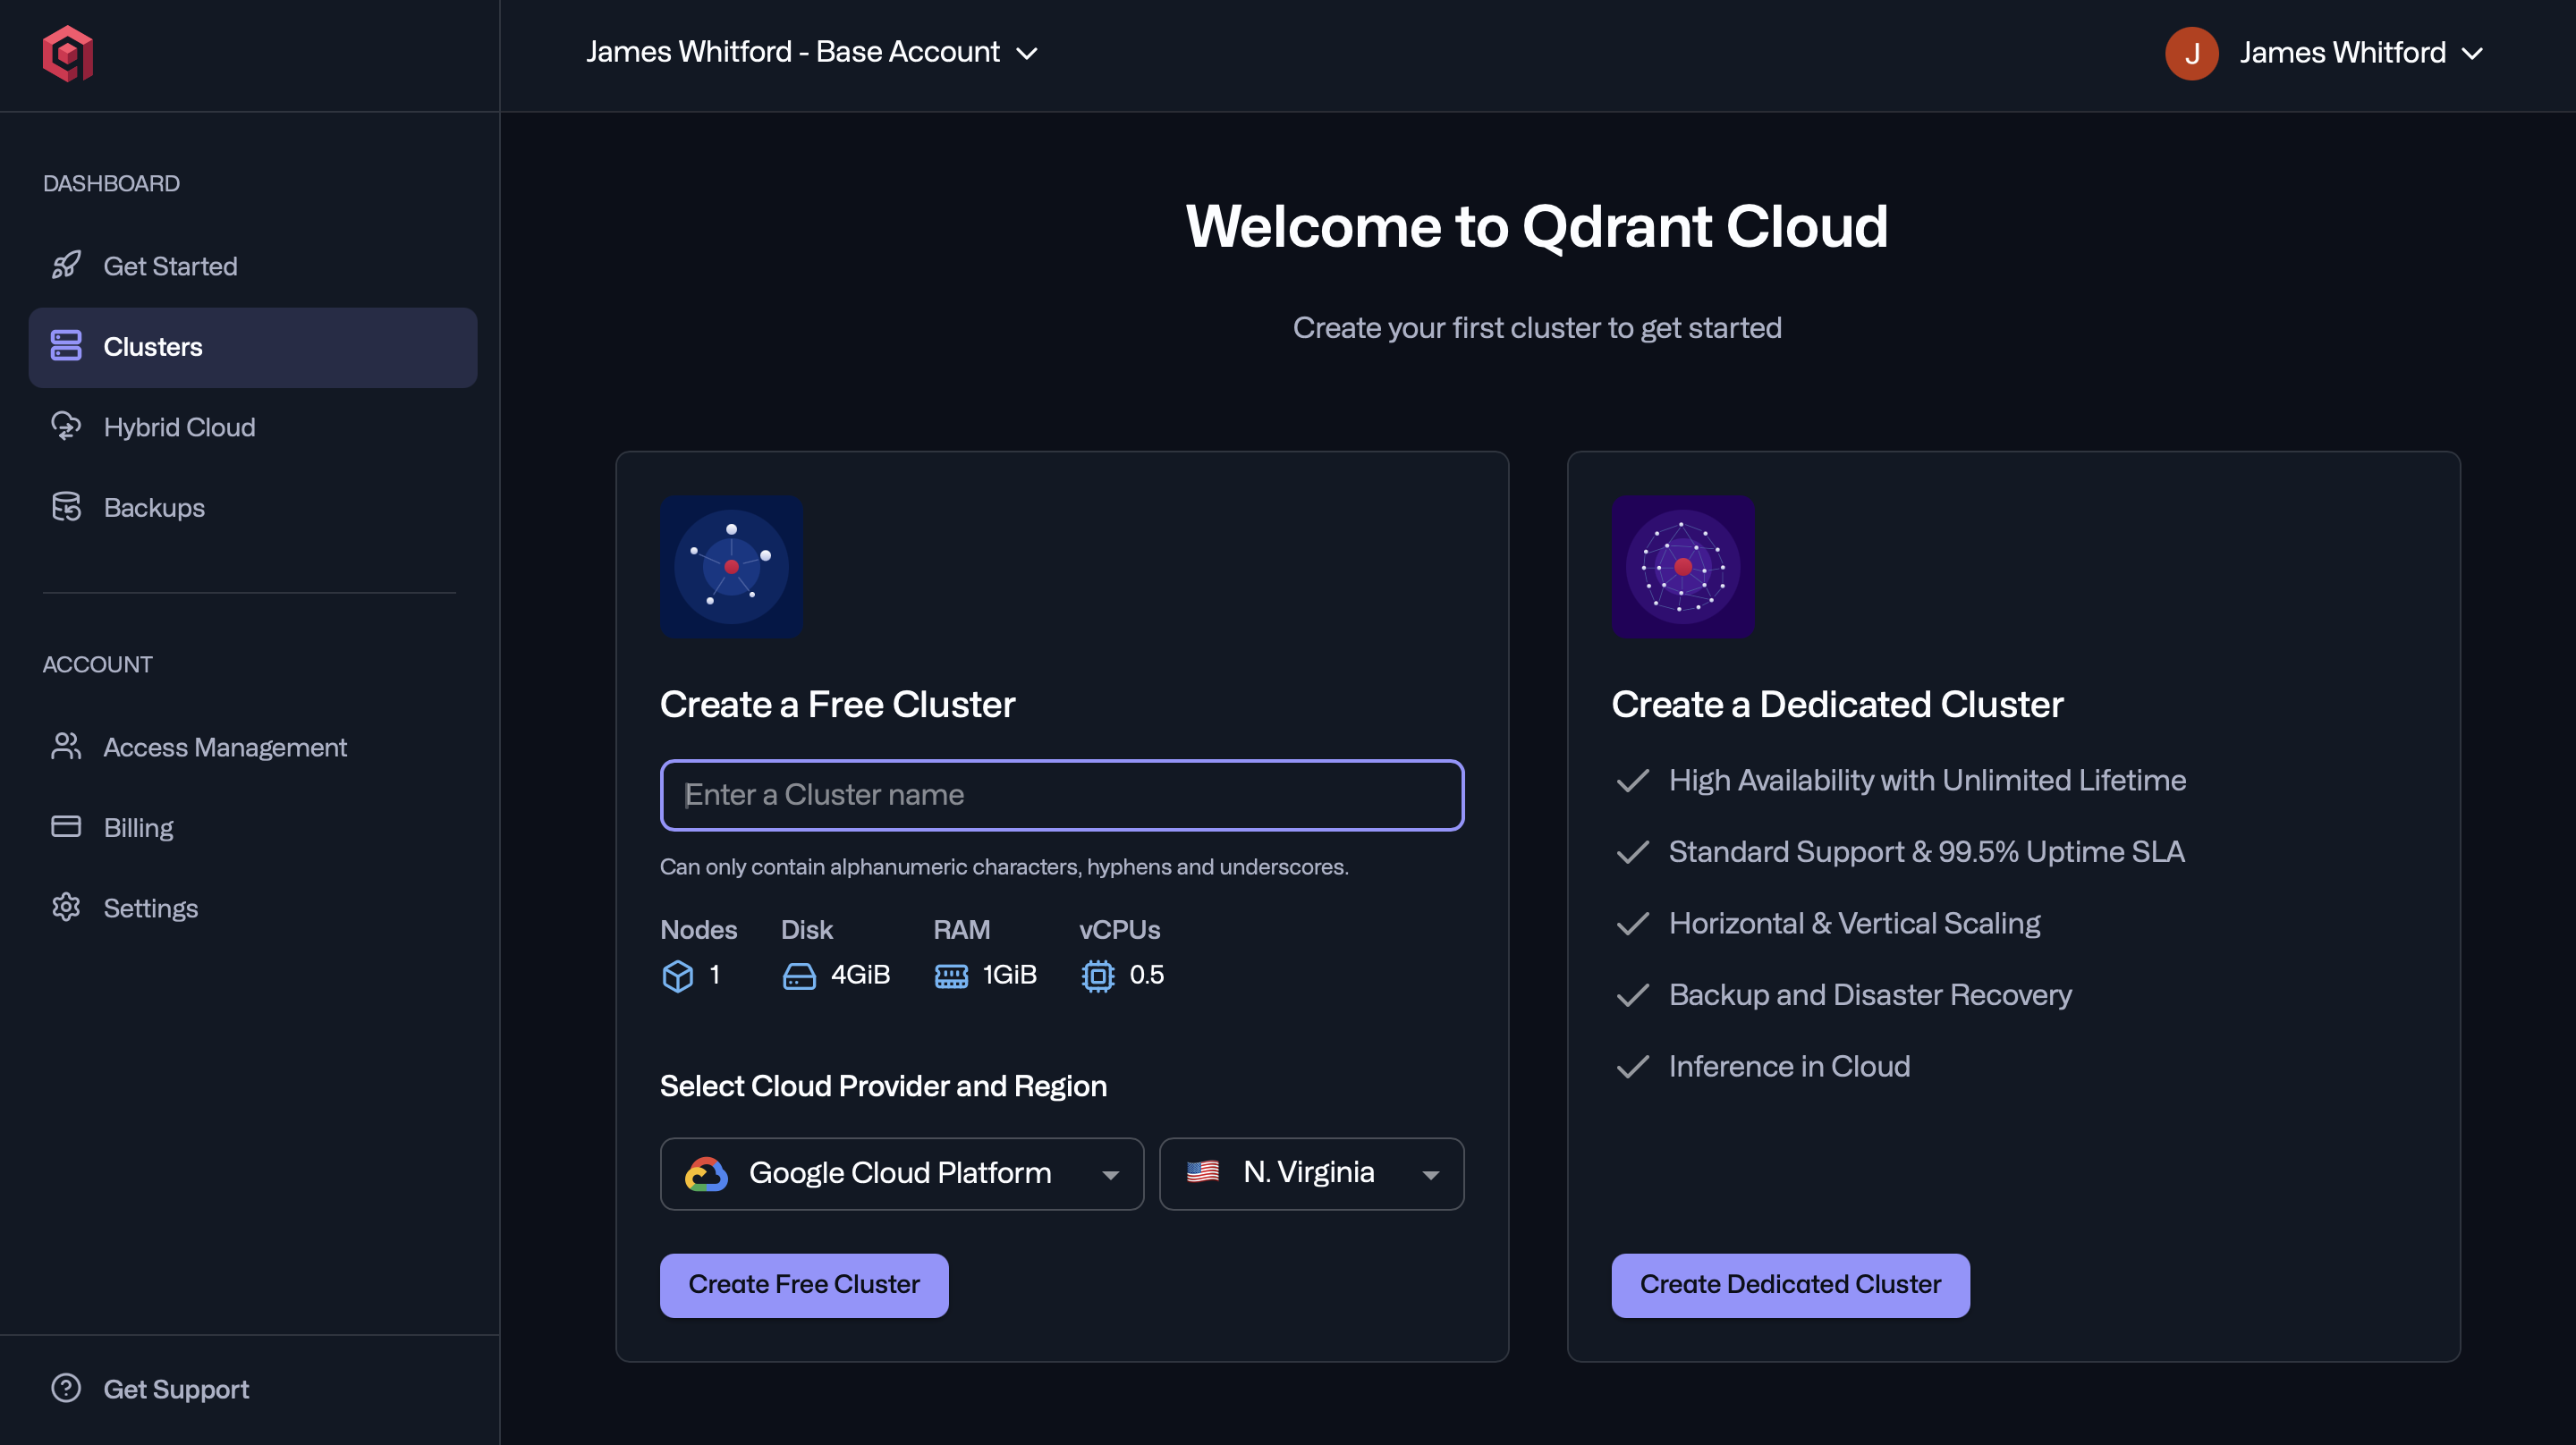 James Whitford - Base Account
J
James Whitford
DASHBOARD
Get Started
Clusters
Hybrid Cloud
Backups
ACCOUNT
Access Management
Billing
Settings
Get Support
Welcome to Qdrant Cloud
Create your first cluster to get started
Create a Free Cluster
Enter a Cluster name
Can only contain alphanumeric characters, hyphens and underscores.
Nodes Disk RAM vCPUs
1 4GiB 1GiB 0.5
Select Cloud Provider and Region
Google Cloud Platform N. Virginia
Create Free Cluster
Create a Dedicated Cluster
High Availability with Unlimited Lifetime
Standard Support & 99.5% Uptime SLA
Horizontal & Vertical Scaling
Backup and Disaster Recovery
Inference in Cloud
Create Dedicated Cluster